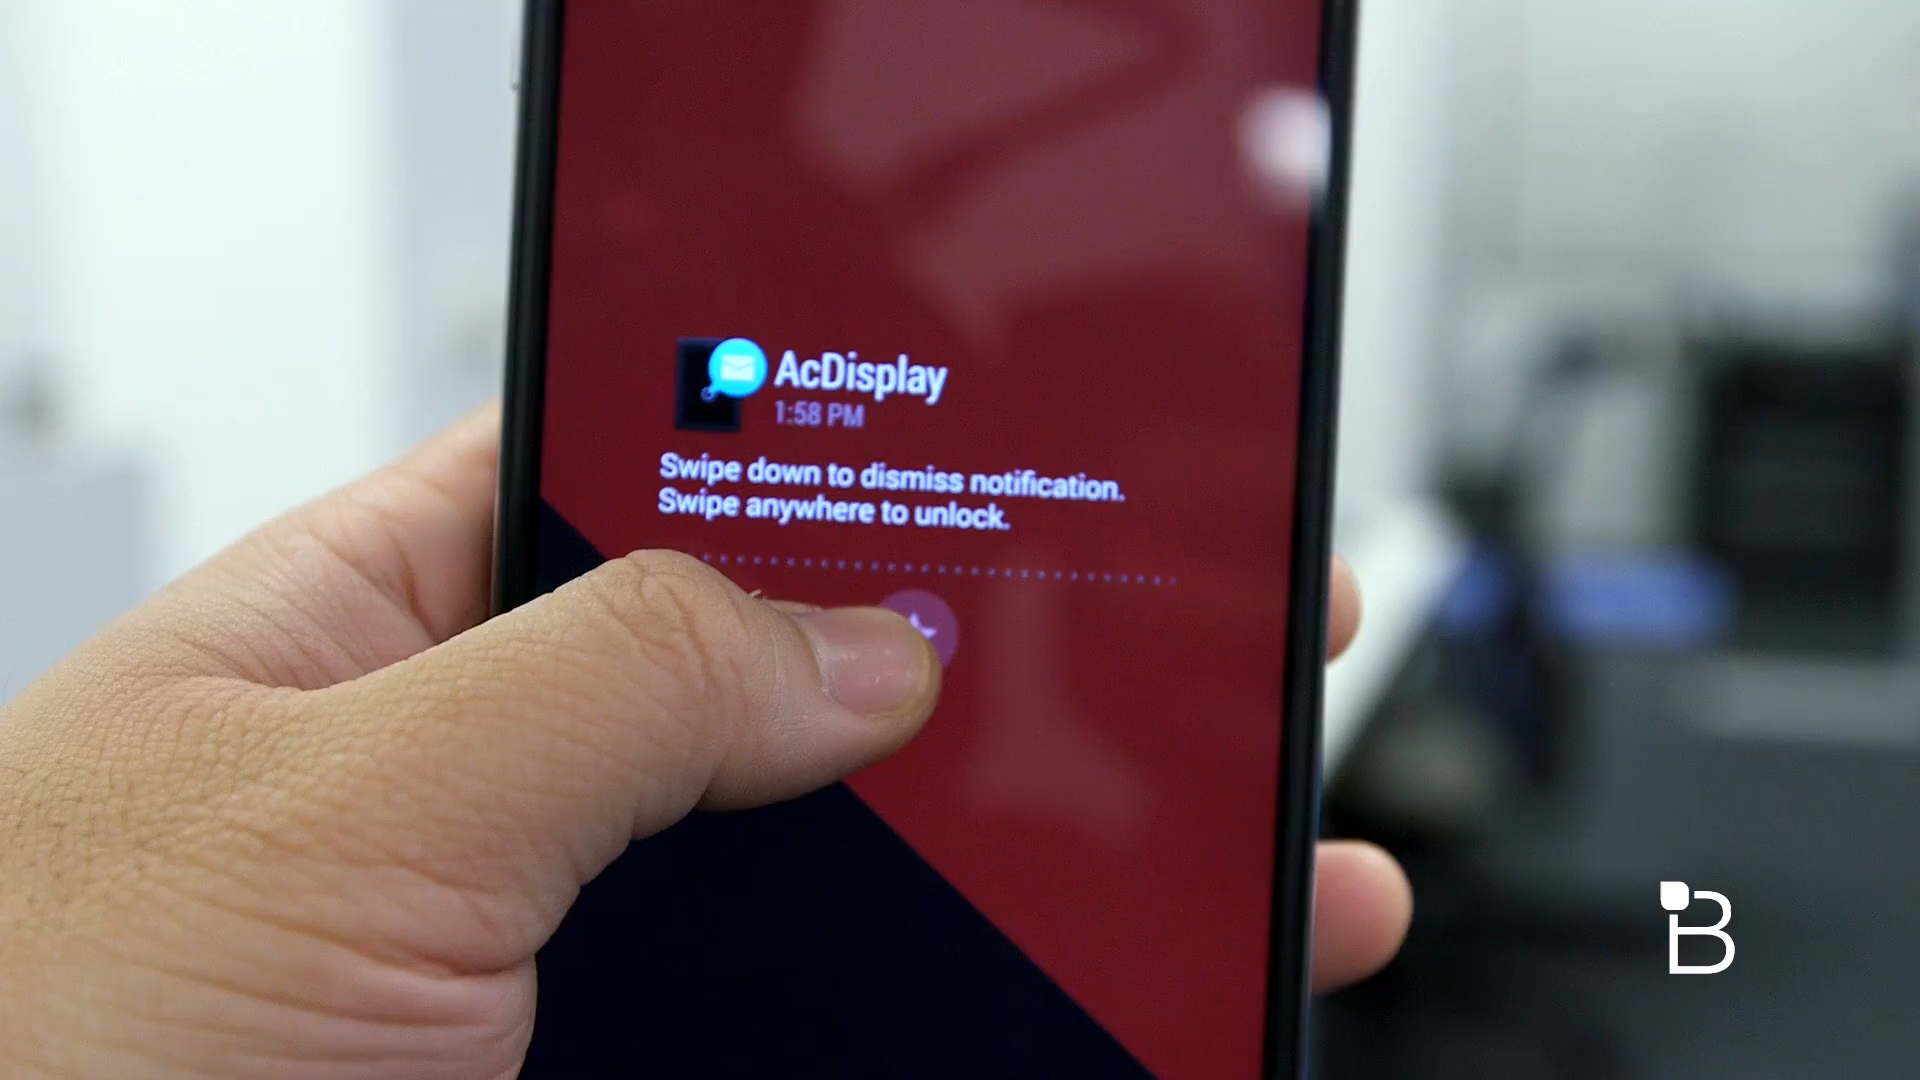 AcDisplay
1:58 PM
Swipe down to dismiss notification.
Swipe anywhere to unlock.
B